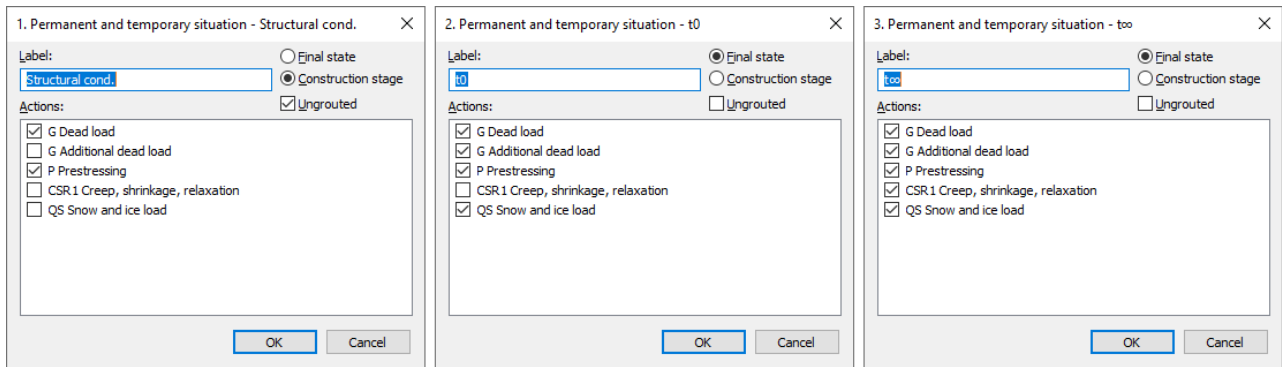 1. Permanent and temporary situation - Structural cond.
Label:
Final state
Structural cond.
Construction stage
Actions:
Ungrouted
G Dead load
G Additional dead load
P Prestressing
CSR1 Creep, shrinkage, relaxation
QS Snow and ice load
OK
Cancel
2. Permanent and temporary situation - t0
Label:
Final state
t0
Construction stage
Actions:
Ungrouted
G Dead load
G Additional dead load
P Prestressing
CSR1 Creep, shrinkage, relaxation
QS Snow and ice load
OK
Cancel
3. Permanent and temporary situation - t∞
Label:
Final state
t∞
Construction stage
Actions:
Ungrouted
G Dead load
G Additional dead load
P Prestressing
CSR1 Creep, shrinkage, relaxation
QS Snow and ice load
OK
Cancel